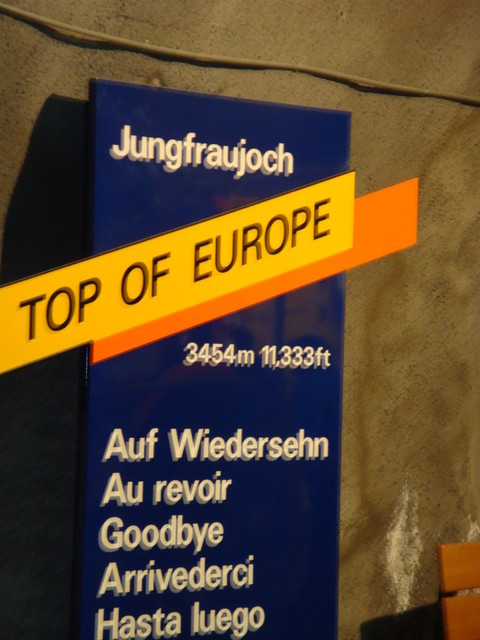 Jungfraujoch
TOP OF EUROPE
3454m 11,333ft
Auf Wiedersehn
Au revoir
Goodbye
Arrivederci
Hasta luego